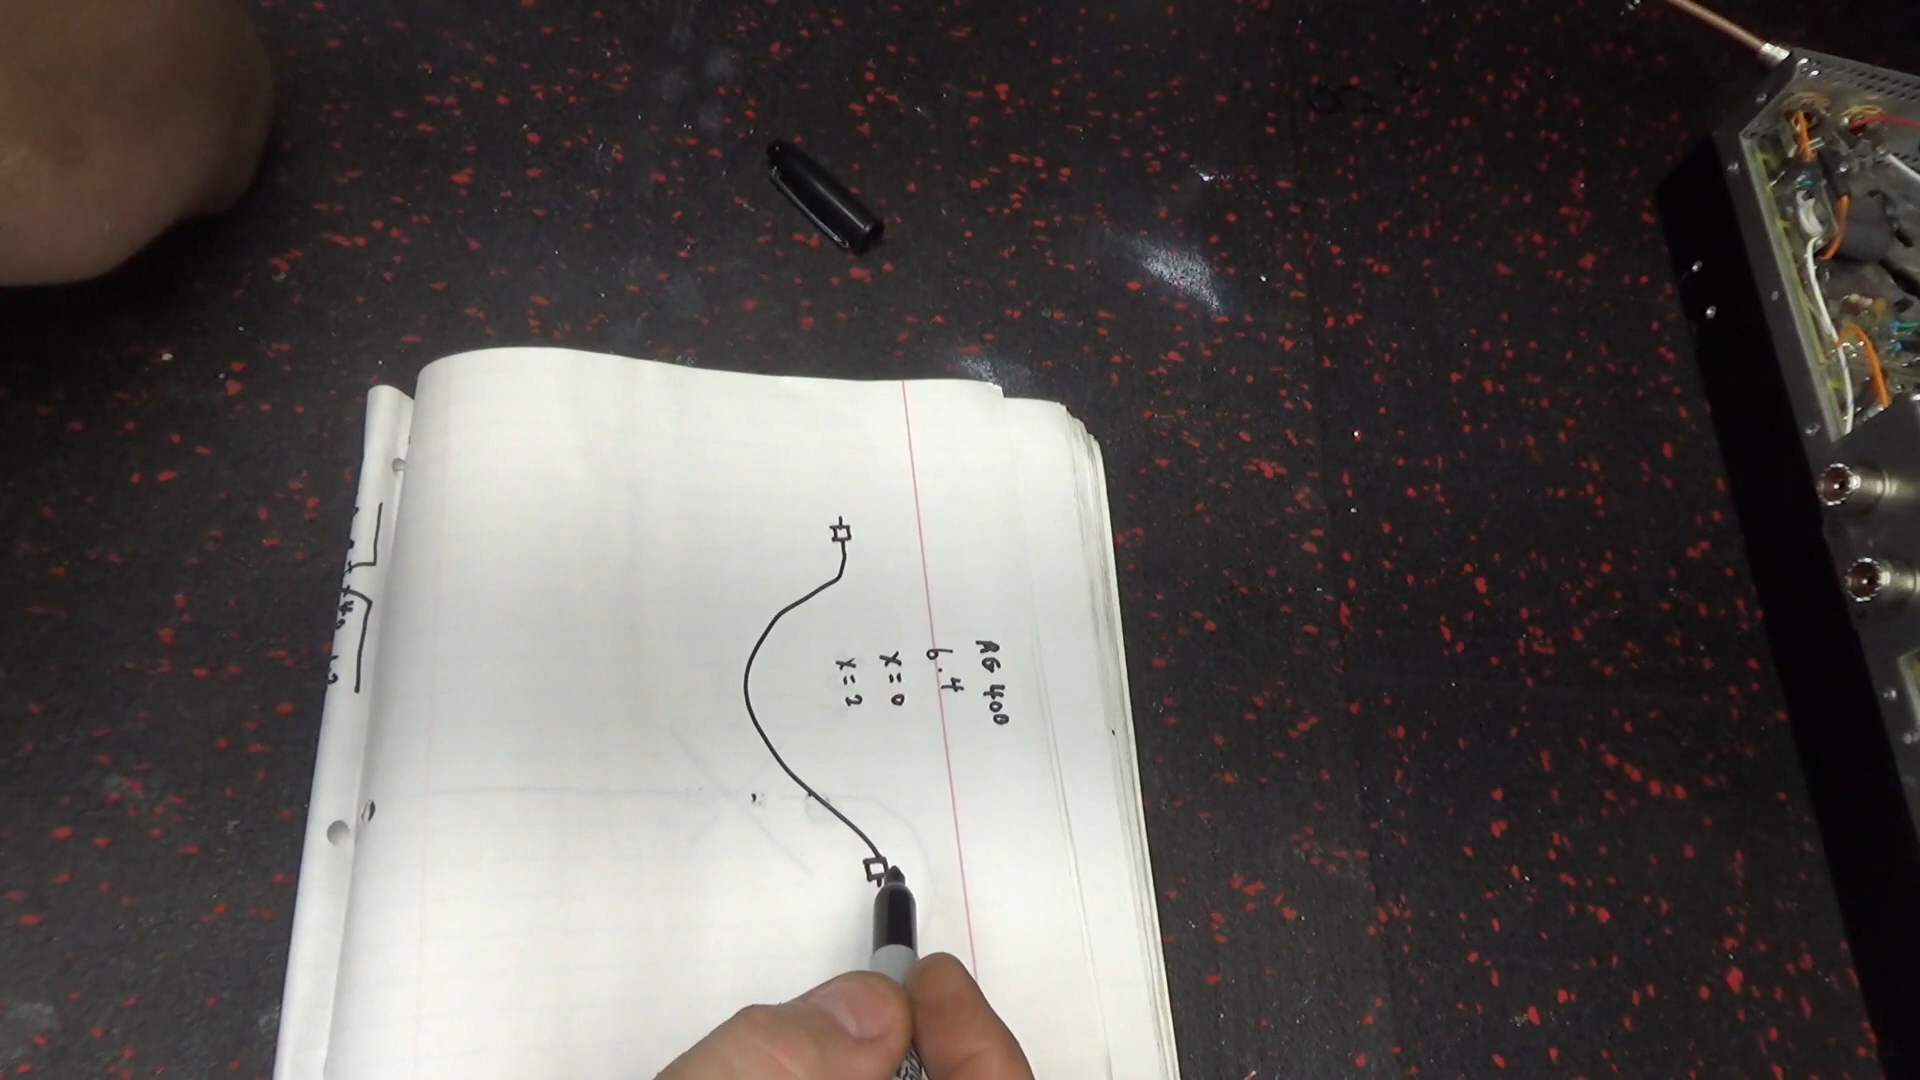 RG 400
6.4
X = 0
X = 2